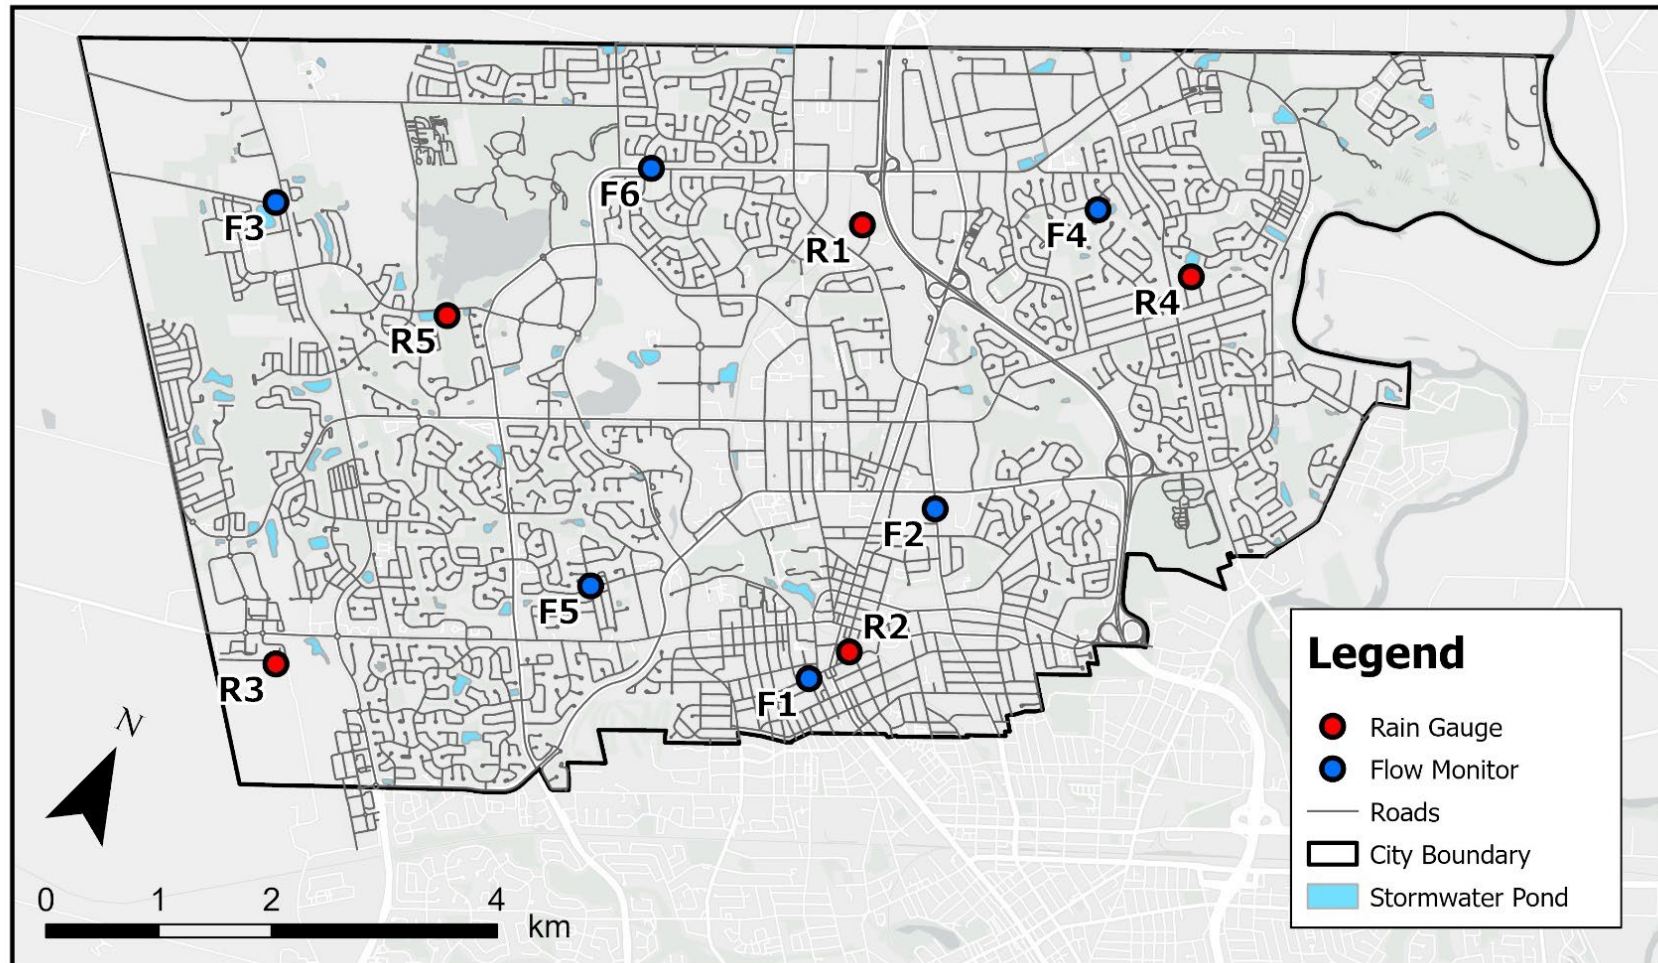 F6
F3
R1
F4
R4
R5
F2
F5
R2
R3
F1
N
Legend
Rain Gauge
Flow Monitor
Roads
City Boundary
Stormwater Pond
0 1 2 4
km